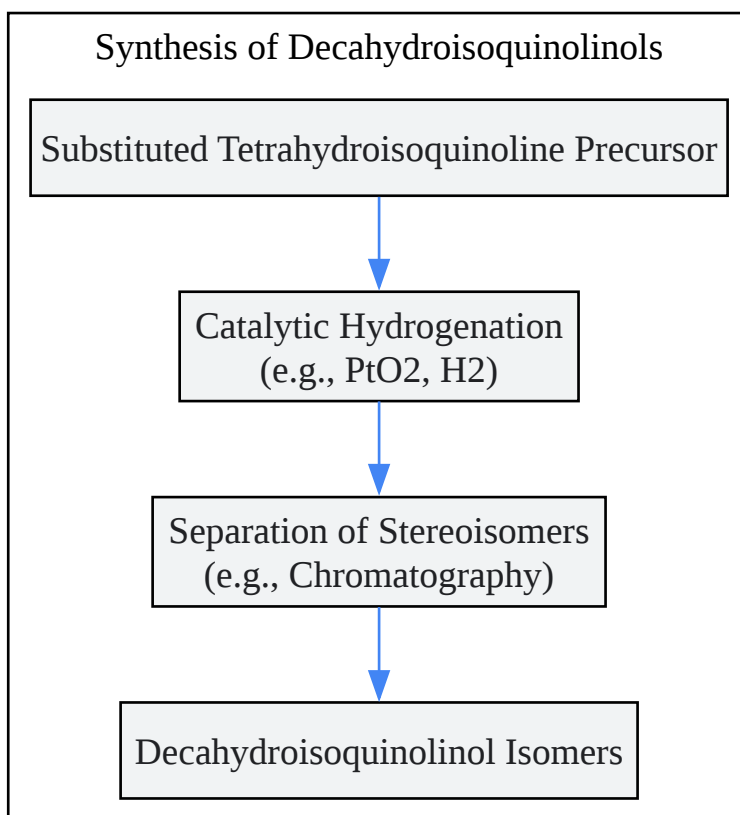 Synthesis of Decahydroisoquinolinols
Substituted Tetrahydroisoquinoline Precursor
Catalytic Hydrogenation
(e.g., PtO2, H2)
Separation of Stereoisomers
(e.g., Chromatography)
Decahydroisoquinolinol Isomers